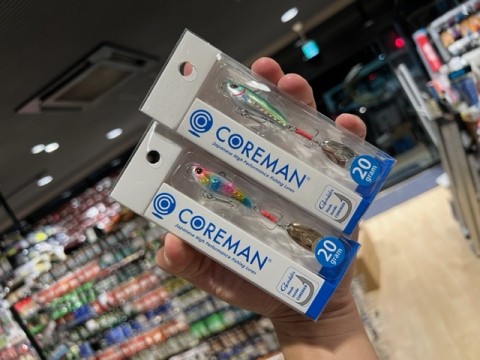 COREMAN®
Japanese High Performance Fishing Lures
20
gram
COREMAN®
Japanese High Performance Fishing Lures
20
gram